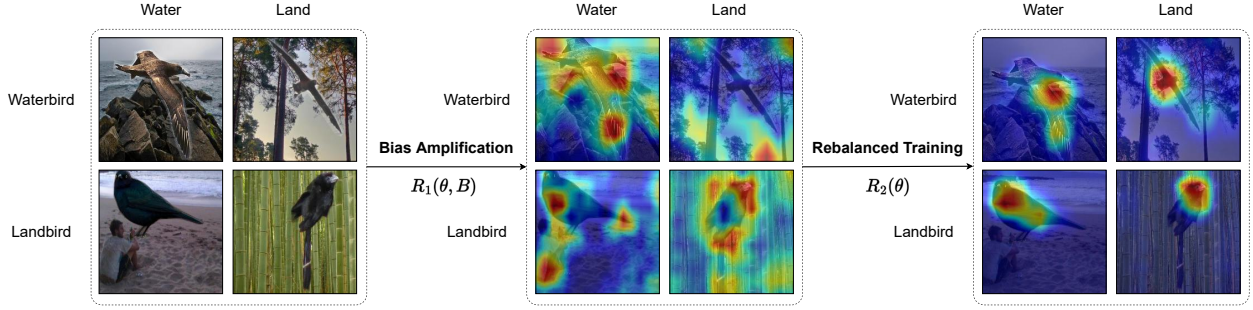 Water Land
Waterbird
Landbird
Bias Amplification
R₁(θ, B)
Water Land
Waterbird
Landbird
Rebalanced Training
R₂(θ)
Water Land
Waterbird
Landbird